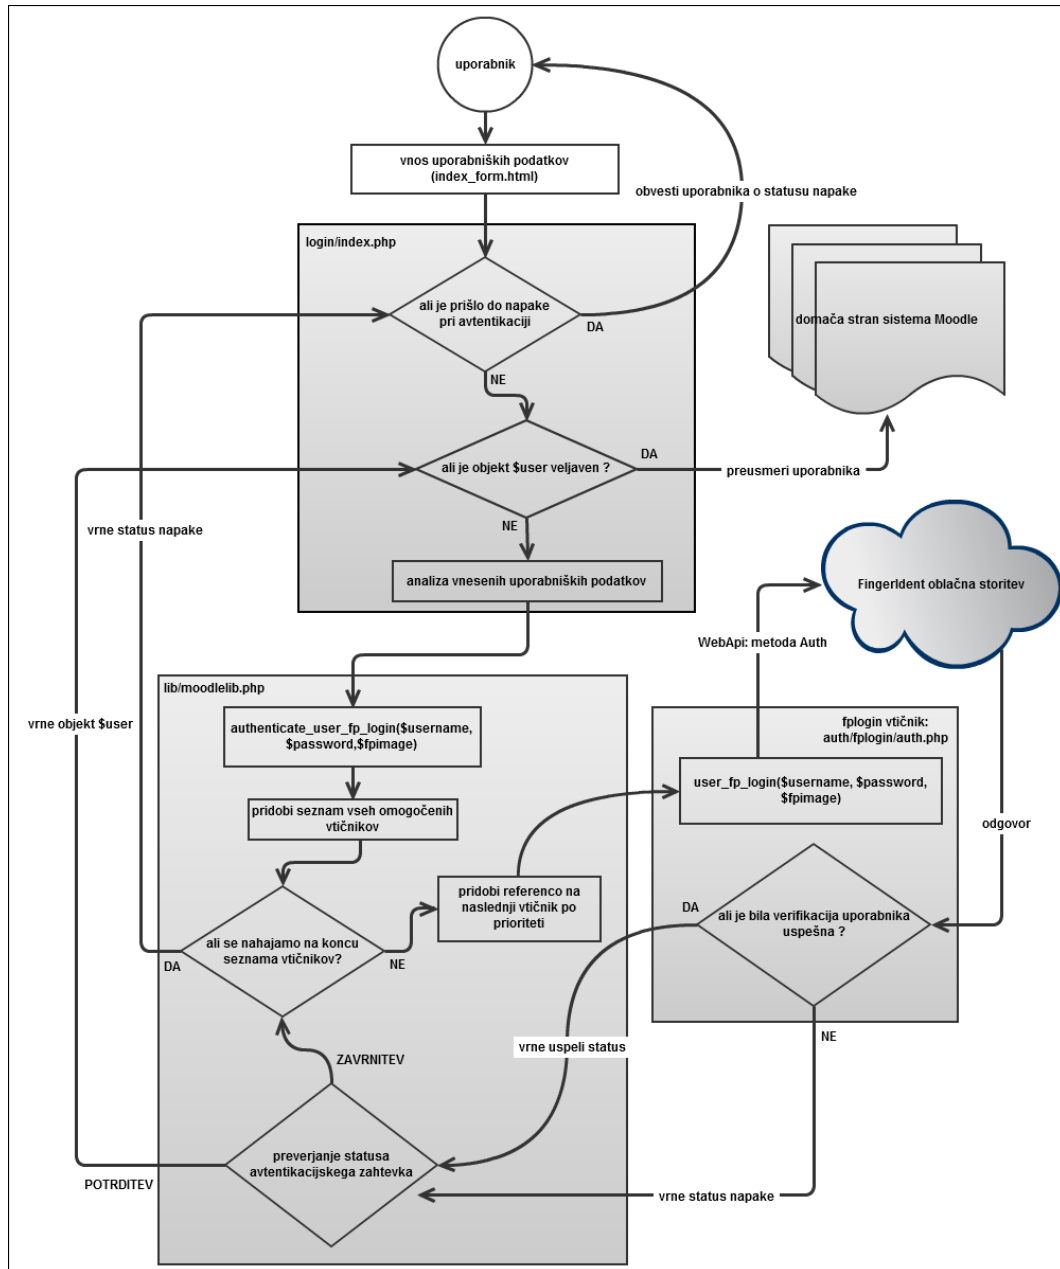 uporabnik
vnos uporabniških podatkov
(index_form.html)
obvesti uporabnika o statusu napake
login/index.php
ali je prišlo do napake
pri avtentikaciji
DA
domača stran sistema Moodle
NE
ali je objekt $user veljaven ?
DA
preusmeri uporabnika
NE
vrne status napake
analiza vnesenih uporabniških podatkov
FingerIdent oblačna storitev
WebApi: metoda Auth
lib/moodlelib.php
vrne objekt $user
authenticate_user_fp_login($username,
$password,$fpimage)
fplogin vtičnik:
auth/fplogin/auth.php
user_fp_login($username, $password,
$fpimage)
pridobi seznam vseh omogočenih
vtičnikov
odgovor
pridobi referenco na
naslednji vtičnik po
prioriteti
DA
ali je bila verifikacija uporabnika
uspešna ?
ali se nahajamo na koncu
seznama vtičnikov?
DA
NE
NE
vrne uspeli status
ZAVRNITEV
preverjanje statusa
avtentikacijskega zahtevka
POTRDITEV
vrne status napake